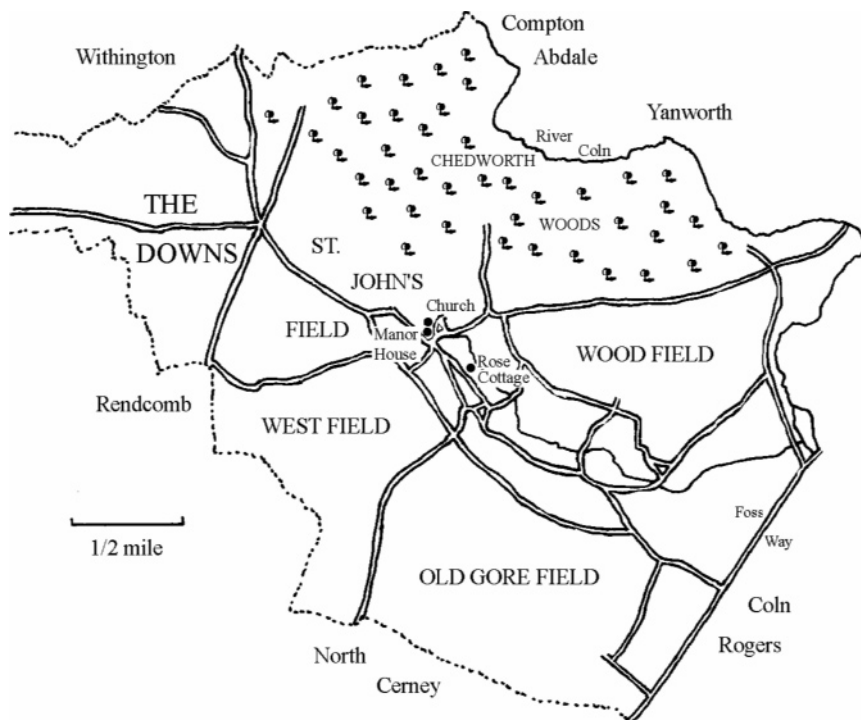 Compton
Abdale
Withington
Yanworth
River
Coln
CHEDWORTH
WOODS
THE
DOWNS
ST.
JOHN'S
FIELD
Church
Manor
House
Rose
Cottage
WOOD FIELD
Rendcomb
WEST FIELD
1/2 mile
Foss
Way
OLD GORE FIELD
Coln
Rogers
North
Cerney